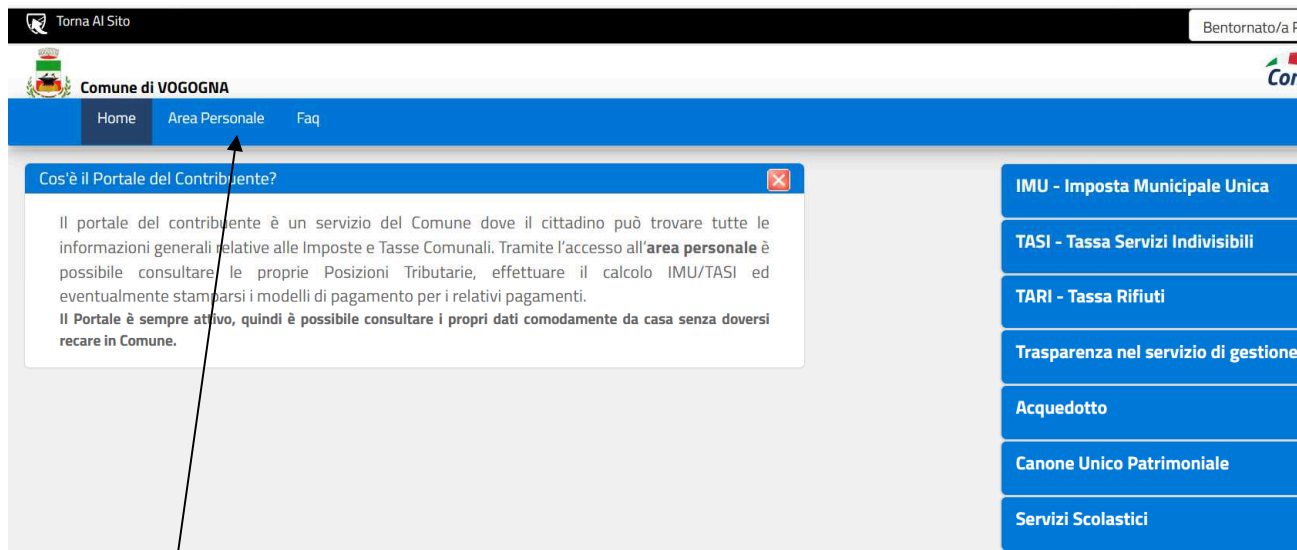 Torna Al Sito
Bentornato/a
Comune di VOGOGNA
Home Area Personale Faq
Cos'è il Portale del Contribuente?
Il portale del contribuente è un servizio del Comune dove il cittadino può trovare tutte le
informazioni generali relative alle Imposte e Tasse Comunali. Tramite l'accesso all'area personale è
possibile consultare le proprie Posizioni Tributarie, effettuare il calcolo IMU/TASI ed
eventualmente stamparsi i modelli di pagamento per i relativi pagamenti.
Il Portale è sempre attivo, quindi è possibile consultare i propri dati comodamente da casa senza doversi
recare in Comune.
IMU - Imposta Municipale Unica
TASI - Tassa Servizi Indivisibili
TARI - Tassa Rifiuti
Trasparenza nel servizio di gestione
Acquedotto
Canone Unico Patrimoniale
Servizi Scolastici